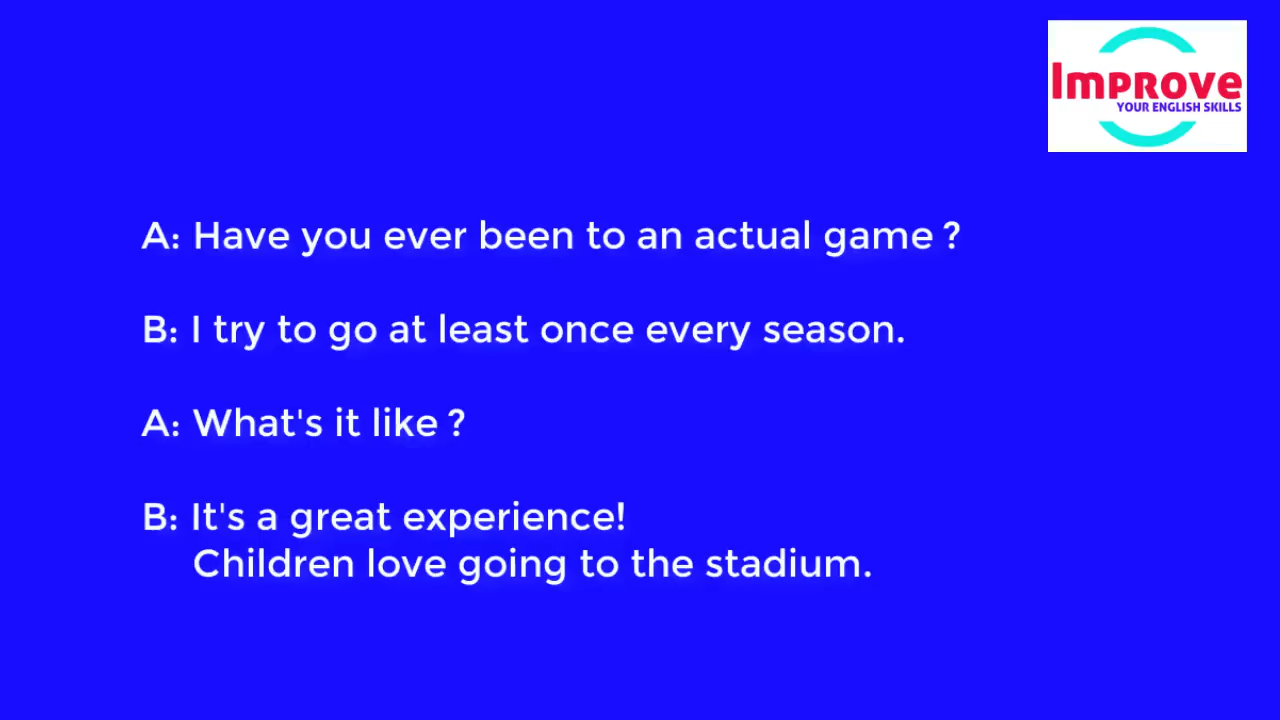 Improve
YOUR ENGLISH SKILLS
A: Have you ever been to an actual game ?
B: I try to go at least once every season.
A: What's it like ?
B: It's a great experience!
Children love going to the stadium.